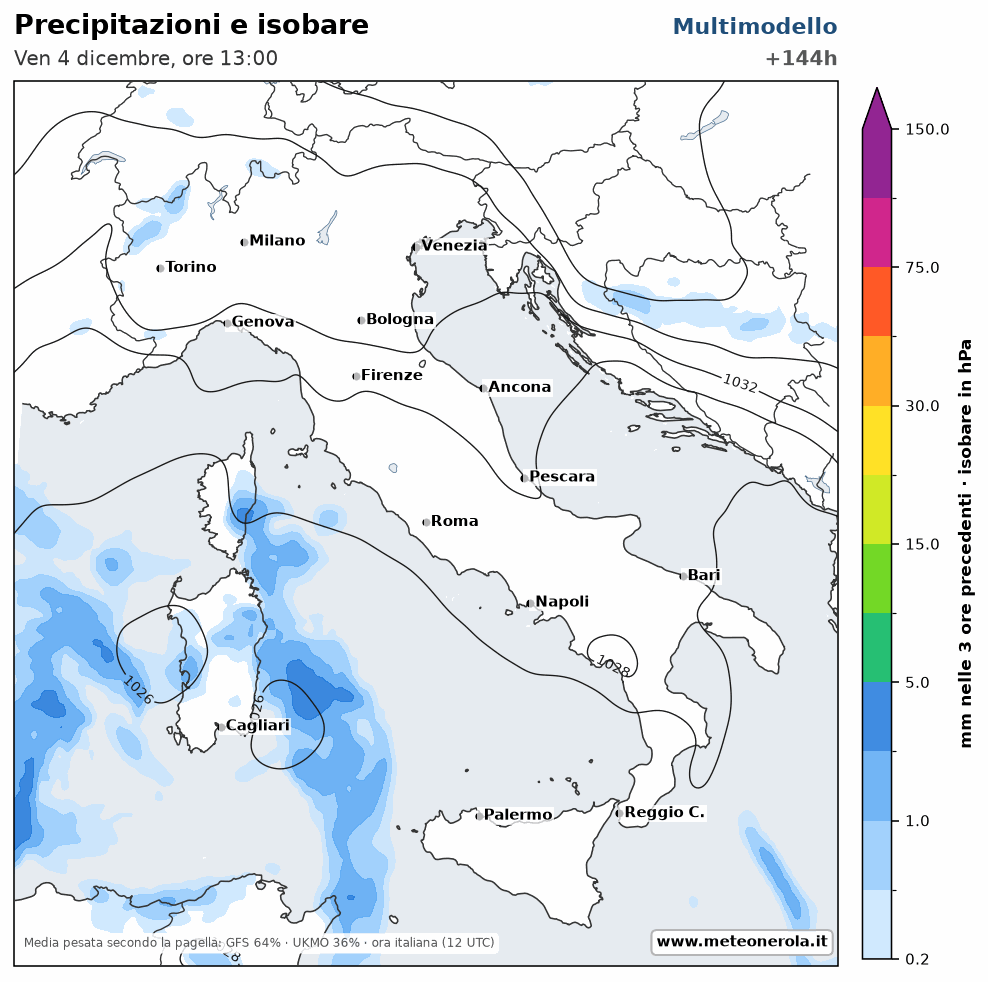 Precipitazioni e isobare
Multimodello
Ven 4 dicembre, ore 13:00
+144h
150.0
75.0
30.0
15.0
5.0
1.0
0.2
mm nelle 3 ore precedenti · isobare in hPa
Milano
Venezia
Torino
Genova
Bologna
1032
Firenze
Ancona
Pescara
Roma
Bari
Napoli
1028
1026
Cagliari
Palermo
Reggio C.
Media pesata secondo la pagella: GFS 64% · UKMO 36% · ora italiana (12 UTC)
www.meteonerola.it